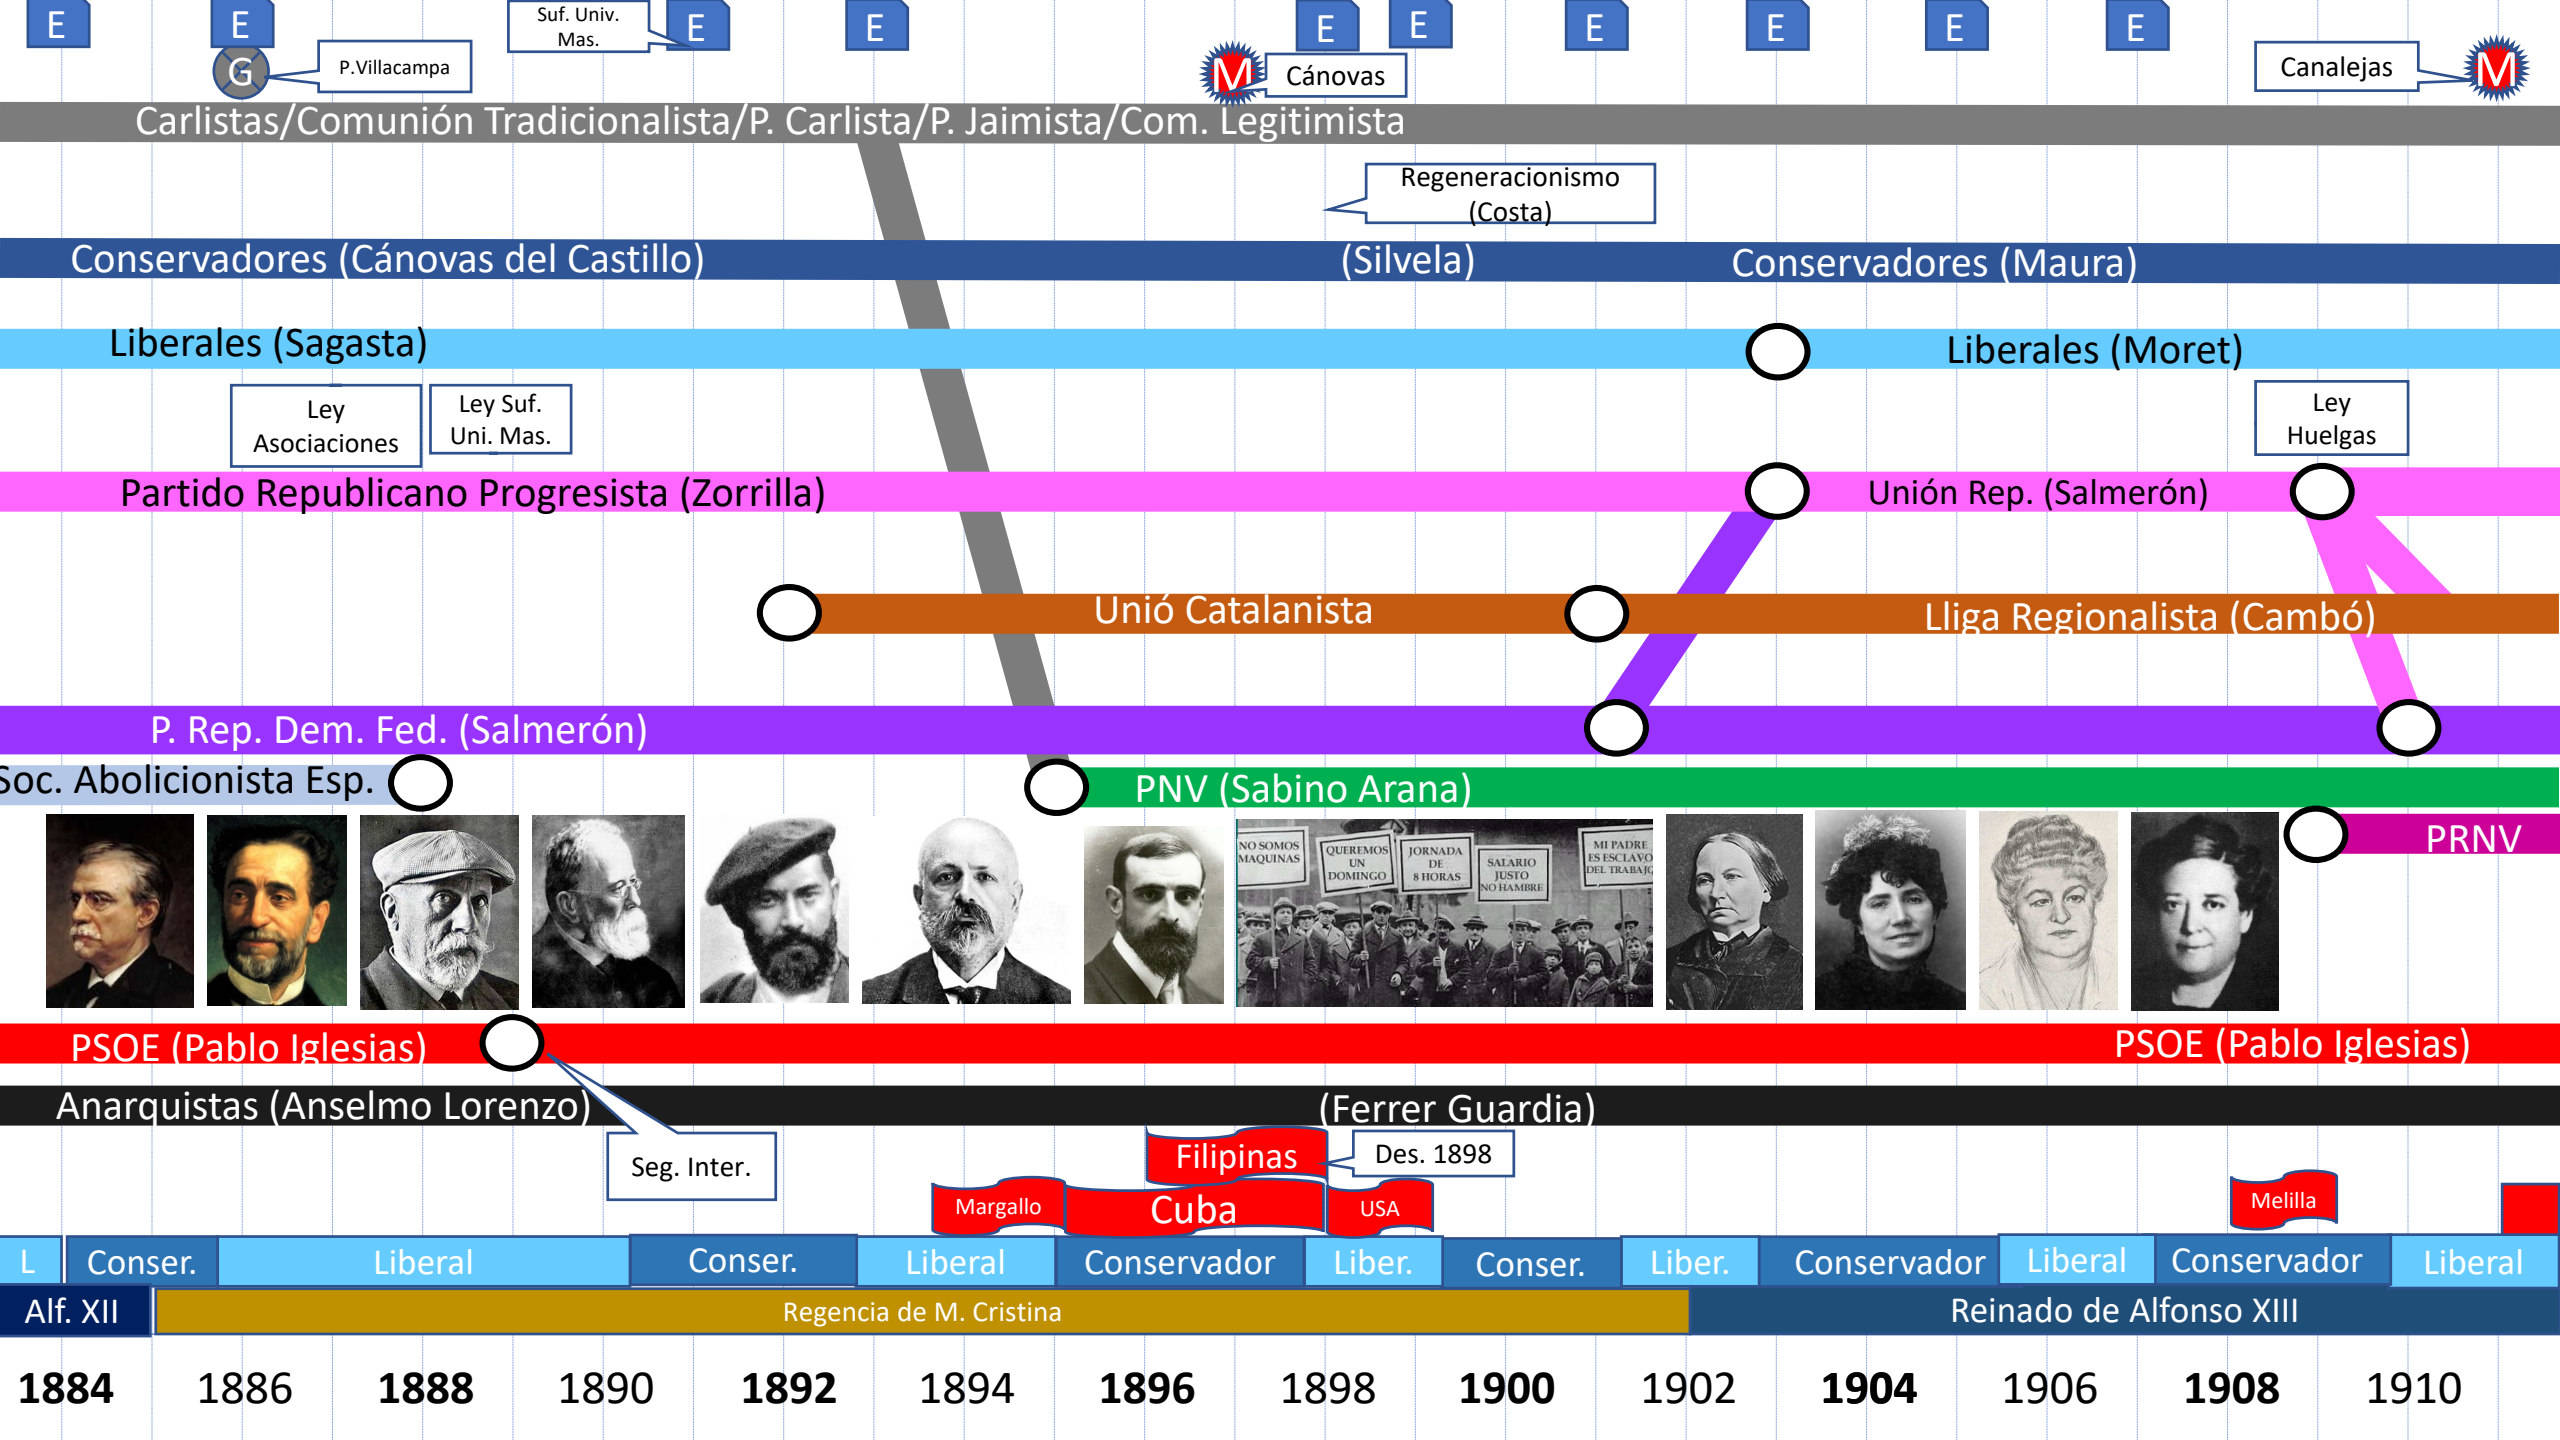 E E E E E E E E E E
Suf. Univ.
Mas.
G
P.Villacampa
M
Cánovas
Canalejas
M
Carlistas/Comunión Tradicionalista/P. Carlista/P. Jaimista/Com. Legitimista
Regeneracionismo
(Costa)
Conservadores (Cánovas del Castillo)
(Silvela)
Conservadores (Maura)
Liberales (Sagasta)
Liberales (Moret)
Ley
Asociaciones
Ley Suf.
Uni. Mas.
Ley
Huelgas
Partido Republicano Progresista (Zorrilla)
Unión Rep. (Salmerón)
Unió Catalanista
Lliga Regionalista (Cambó)
P. Rep. Dem. Fed. (Salmerón)
Soc. Abolicionista Esp.
PNV (Sabino Arana)
PRNV
NO SOMOS
MAQUINAS
QUEREMOS
UN
DOMINGO
JORNADA
DE
8 HORAS
SALARIO
JUSTO
NO HAMBRE
MI PADRE
ES ESCLAVO
DEL TRABAJO
PSOE (Pablo Iglesias)
PSOE (Pablo Iglesias)
Anarquistas (Anselmo Lorenzo)
(Ferrer Guardia)
Seg. Inter.
Filipinas
Des. 1898
Margallo
Cuba
USA
Melilla
L Conser. Liberal Conser. Liberal Conservador Liber. Conser. Liber. Conservador Liberal Conservador Liberal
Alf. XII Regencia de M. Cristina Reinado de Alfonso XIII
1884 1886 1888 1890 1892 1894 1896 1898 1900 1902 1904 1906 1908 1910